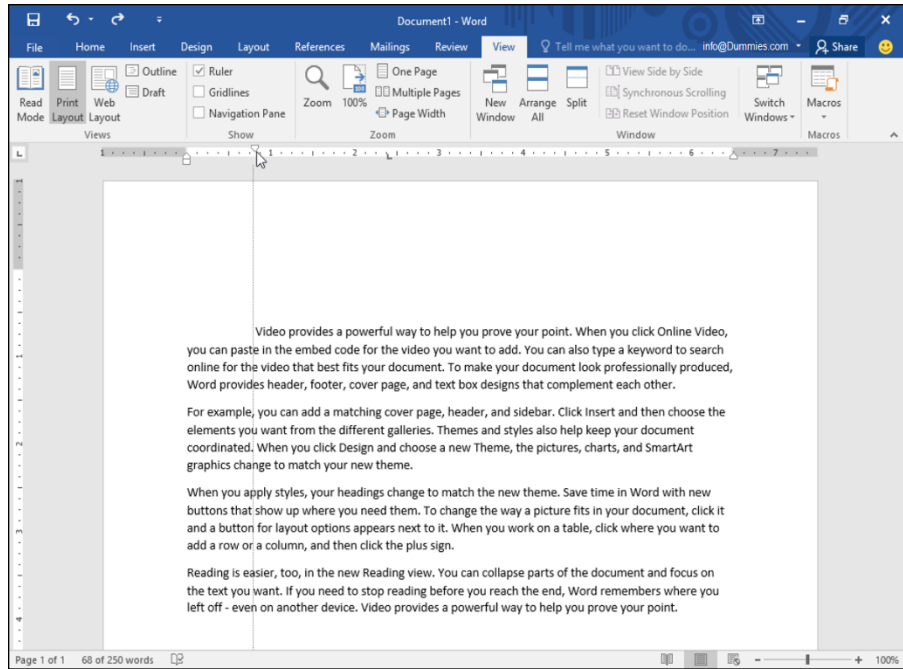 Document1 - Word
File Home Insert Design Layout References Mailings Review View Tell me what you want to do... info@Dummies.com Share
Read Mode
Print Layout
Web Layout
Outline
Draft
Views
Ruler
Gridlines
Navigation Pane
Show
Zoom
100%
One Page
Multiple Pages
Page Width
Zoom
New Window
Arrange All
Split
View Side by Side
Synchronous Scrolling
Reset Window Position
Window
Switch Windows
Macros
Macros
1 1 2 3 4 5 6 7
Video provides a powerful way to help you prove your point. When you click Online Video,
you can paste in the embed code for the video you want to add. You can also type a keyword to search
online for the video that best fits your document. To make your document look professionally produced,
Word provides header, footer, cover page, and text box designs that complement each other.
For example, you can add a matching cover page, header, and sidebar. Click Insert and then choose the
elements you want from the different galleries. Themes and styles also help keep your document
coordinated. When you click Design and choose a new Theme, the pictures, charts, and SmartArt
graphics change to match your new theme.
When you apply styles, your headings change to match the new theme. Save time in Word with new
buttons that show up where you need them. To change the way a picture fits in your document, click it
and a button for layout options appears next to it. When you work on a table, click where you want to
add a row or a column, and then click the plus sign.
Reading is easier, too, in the new Reading view. You can collapse parts of the document and focus on
the text you want. If you need to stop reading before you reach the end, Word remembers where you
left off - even on another device. Video provides a powerful way to help you prove your point.
Page 1 of 1 68 of 250 words 100%